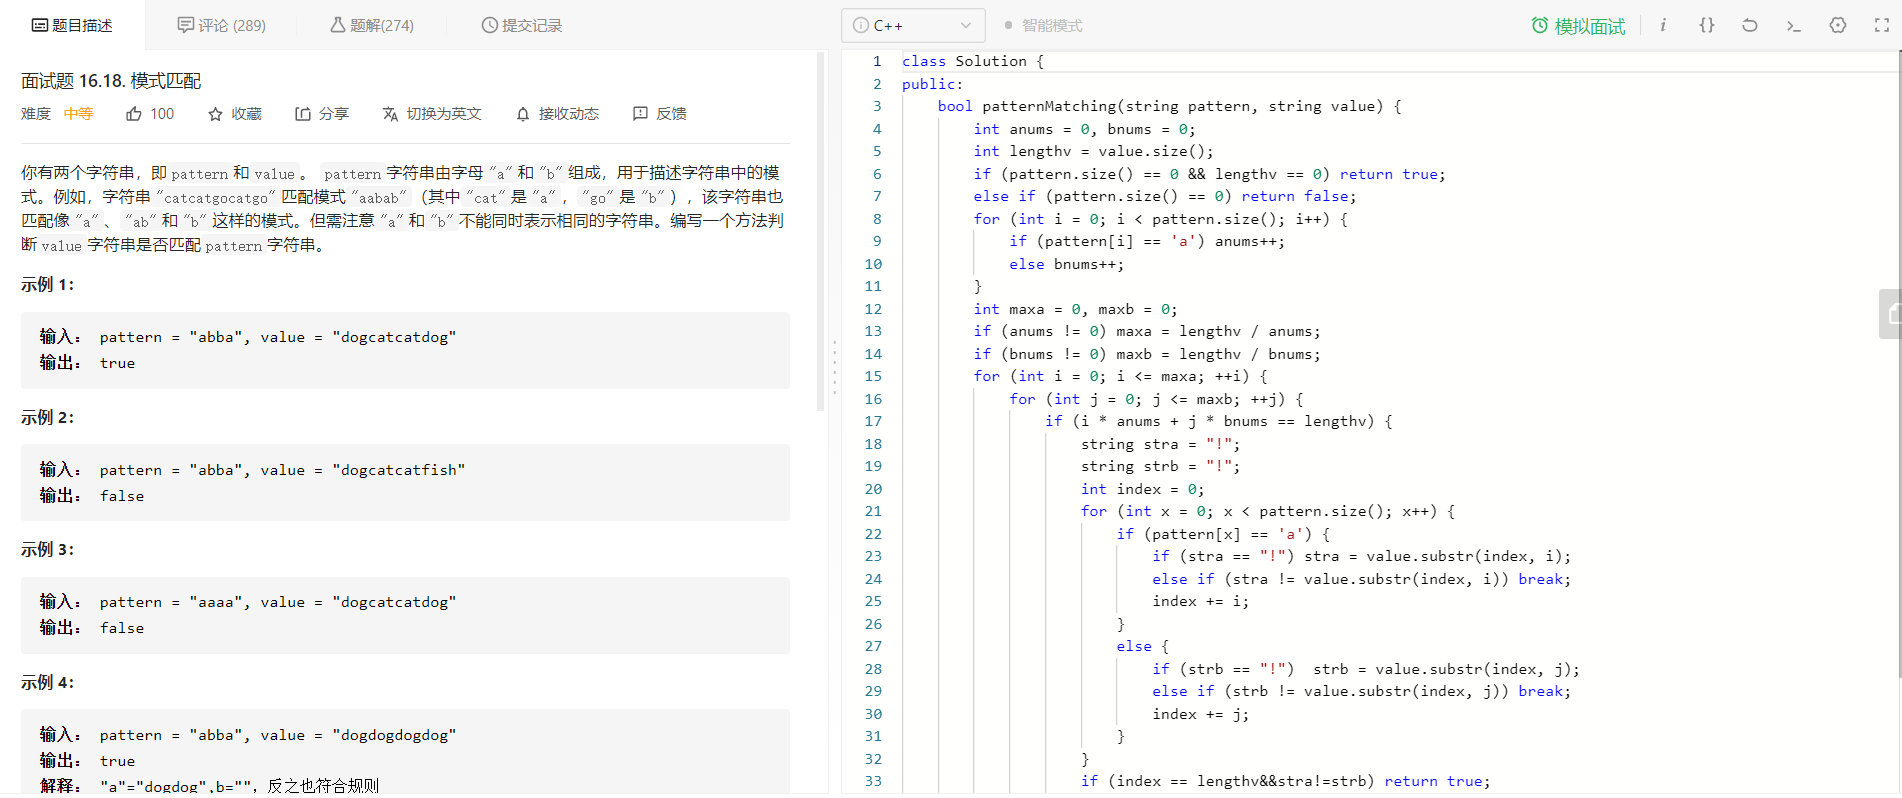 题目描述
评论 (289)
题解(274)
提交记录
面试题 16.18. 模式匹配
难度 中等 100 收藏 分享 切换为英文 接收动态 反馈
你有两个字符串，即 pattern 和 value 。 pattern 字符串由字母 "a" 和 "b" 组成，用于描述字符串中的模
式。例如，字符串 "catcatgocatgo" 匹配模式 "aabab" （其中 "cat" 是 "a" ， "go" 是 "b" ），该字符串也
匹配像 "a" 、 "ab" 和 "b" 这样的模式。但需注意 "a" 和 "b" 不能同时表示相同的字符串。编写一个方法判
断 value 字符串是否匹配 pattern 字符串。
示例 1：
输入： pattern = "abba", value = "dogcatcatdog"
输出： true
示例 2：
输入： pattern = "abba", value = "dogcatcatfish"
输出： false
示例 3：
输入： pattern = "aaaa", value = "dogcatcatdog"
输出： false
示例 4：
输入： pattern = "abba", value = "dogdogdogdog"
输出： true
解释： "a"="dogdog",b=""，反之也符合规则
C++
智能模式
模拟面试
1 class Solution {
2 public:
3 bool patternMatching(string pattern, string value) {
4 int anums = 0, bnums = 0;
5 int lengthv = value.size();
6 if (pattern.size() == 0 && lengthv == 0) return true;
7 else if (pattern.size() == 0) return false;
8 for (int i = 0; i < pattern.size(); i++) {
9 if (pattern[i] == 'a') anums++;
10 else bnums++;
11 }
12 int maxa = 0, maxb = 0;
13 if (anums != 0) maxa = lengthv / anums;
14 if (bnums != 0) maxb = lengthv / bnums;
15 for (int i = 0; i <= maxa; ++i) {
16 for (int j = 0; j <= maxb; ++j) {
17 if (i * anums + j * bnums == lengthv) {
18 string stra = "!";
19 string strb = "!";
20 int index = 0;
21 for (int x = 0; x < pattern.size(); x++) {
22 if (pattern[x] == 'a') {
23 if (stra == "!") stra = value.substr(index, i);
24 else if (stra != value.substr(index, i)) break;
25 index += i;
26 }
27 else {
28 if (strb == "!") strb = value.substr(index, j);
29 else if (strb != value.substr(index, j)) break;
30 index += j;
31 }
32 }
33 if (index == lengthv&&stra!=strb) return true;